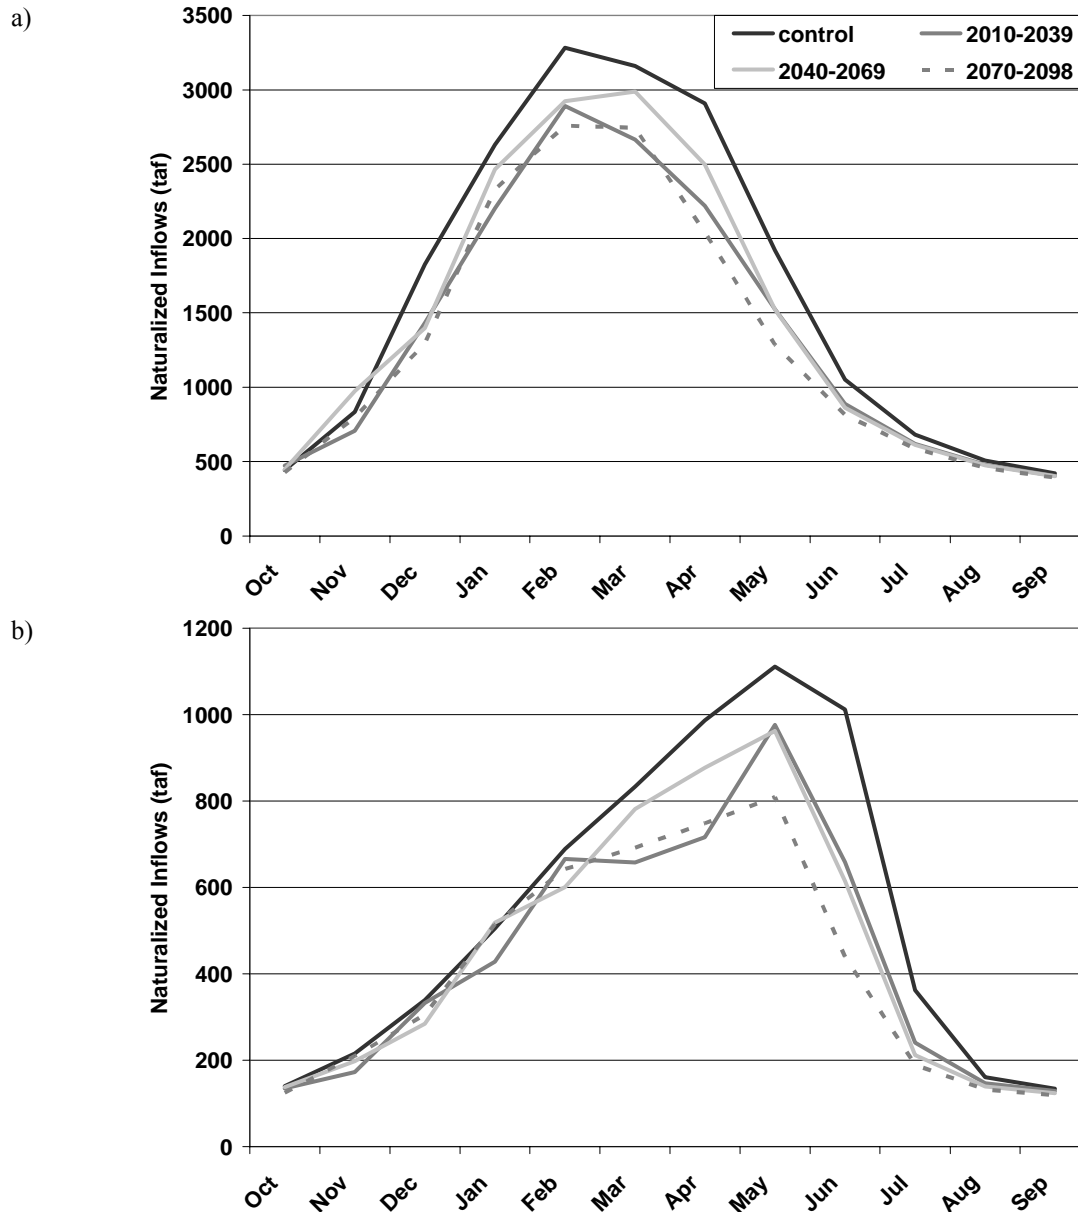 a)
3500
3000
2500
2000
1500
1000
500
0
Naturalized Inflows (taf)
control 2010-2039
2040-2069 2070-2098
Oct Nov Dec Jan Feb Mar Apr May Jun Jul Aug Sep
b)
1200
1000
800
600
400
200
0
Naturalized Inflows (taf)
Oct Nov Dec Jan Feb Mar Apr May Jun Jul Aug Sep